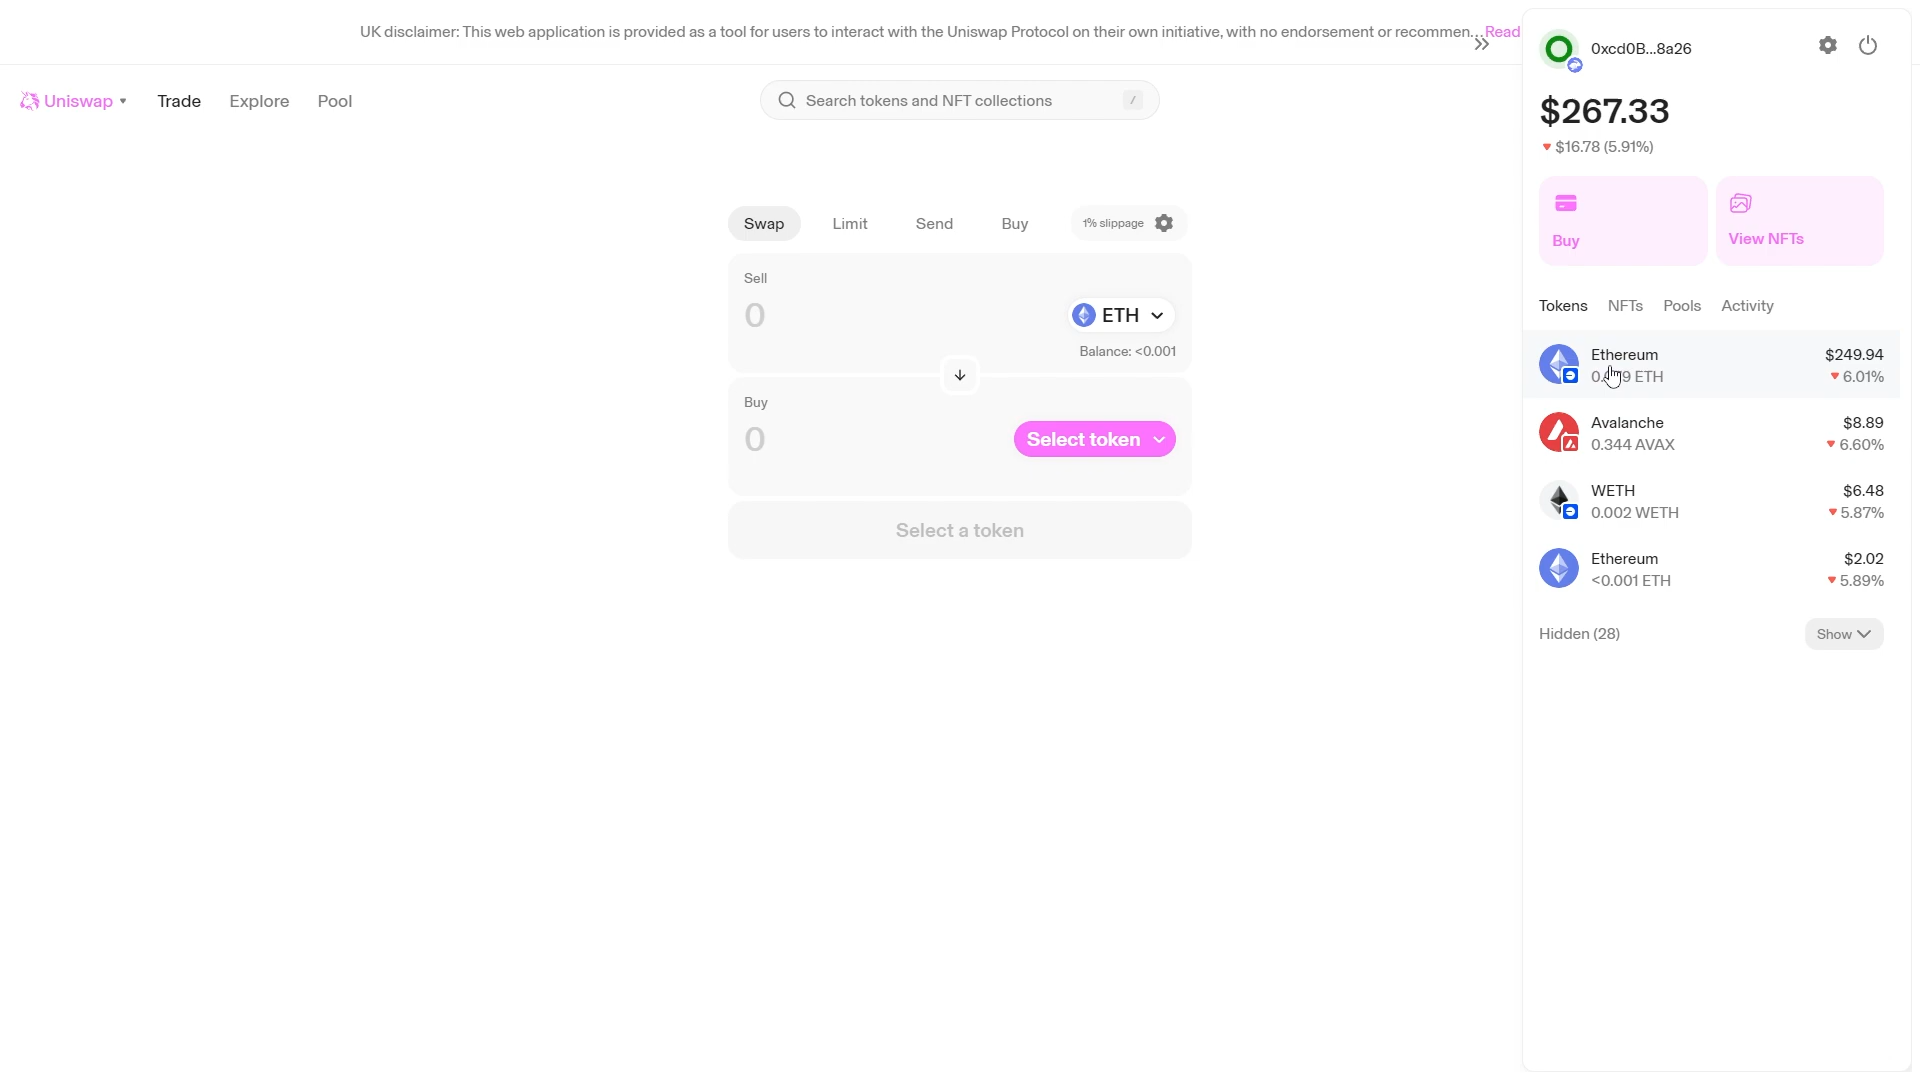 UK disclaimer: This web application is provided as a tool for users to interact with the Uniswap Protocol on their own initiative, with no endorsement or recommen... Read
Uniswap
Trade
Explore
Pool
Search tokens and NFT collections
/
Swap
Limit
Send
Buy
1% slippage
Sell
0
ETH
Balance: <0.001
Buy
0
Select token
Select a token
0xcd0B...8a26
$267.33
$16.78 (5.91%)
Buy
View NFTs
Tokens
NFTs
Pools
Activity
Ethereum
$249.94
ETH
6.01%
Avalanche
$8.89
0.344 AVAX
6.60%
WETH
$6.48
0.002 WETH
5.87%
Ethereum
$2.02
<0.001 ETH
5.89%
Hidden (28)
Show